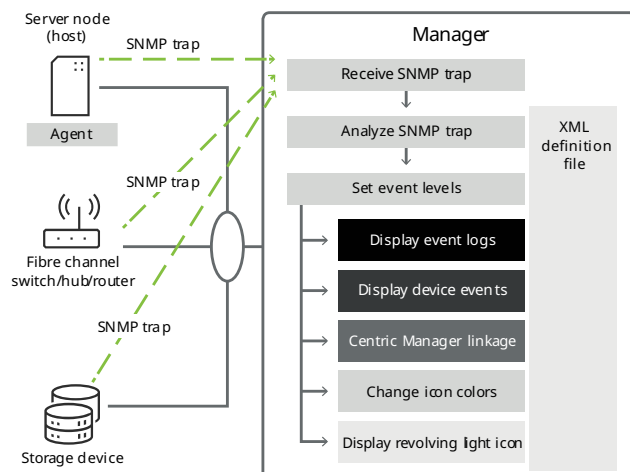 Server node
(host)
SNMP trap
Agent
SNMP trap
Fibre channel
switch/hub/router
SNMP trap
Storage device
Manager
Receive SNMP trap
Analyze SNMP trap
Set event levels
Display event logs
Display device events
Centric Manager linkage
Change icon colors
Display revolving light icon
XML
definition
file